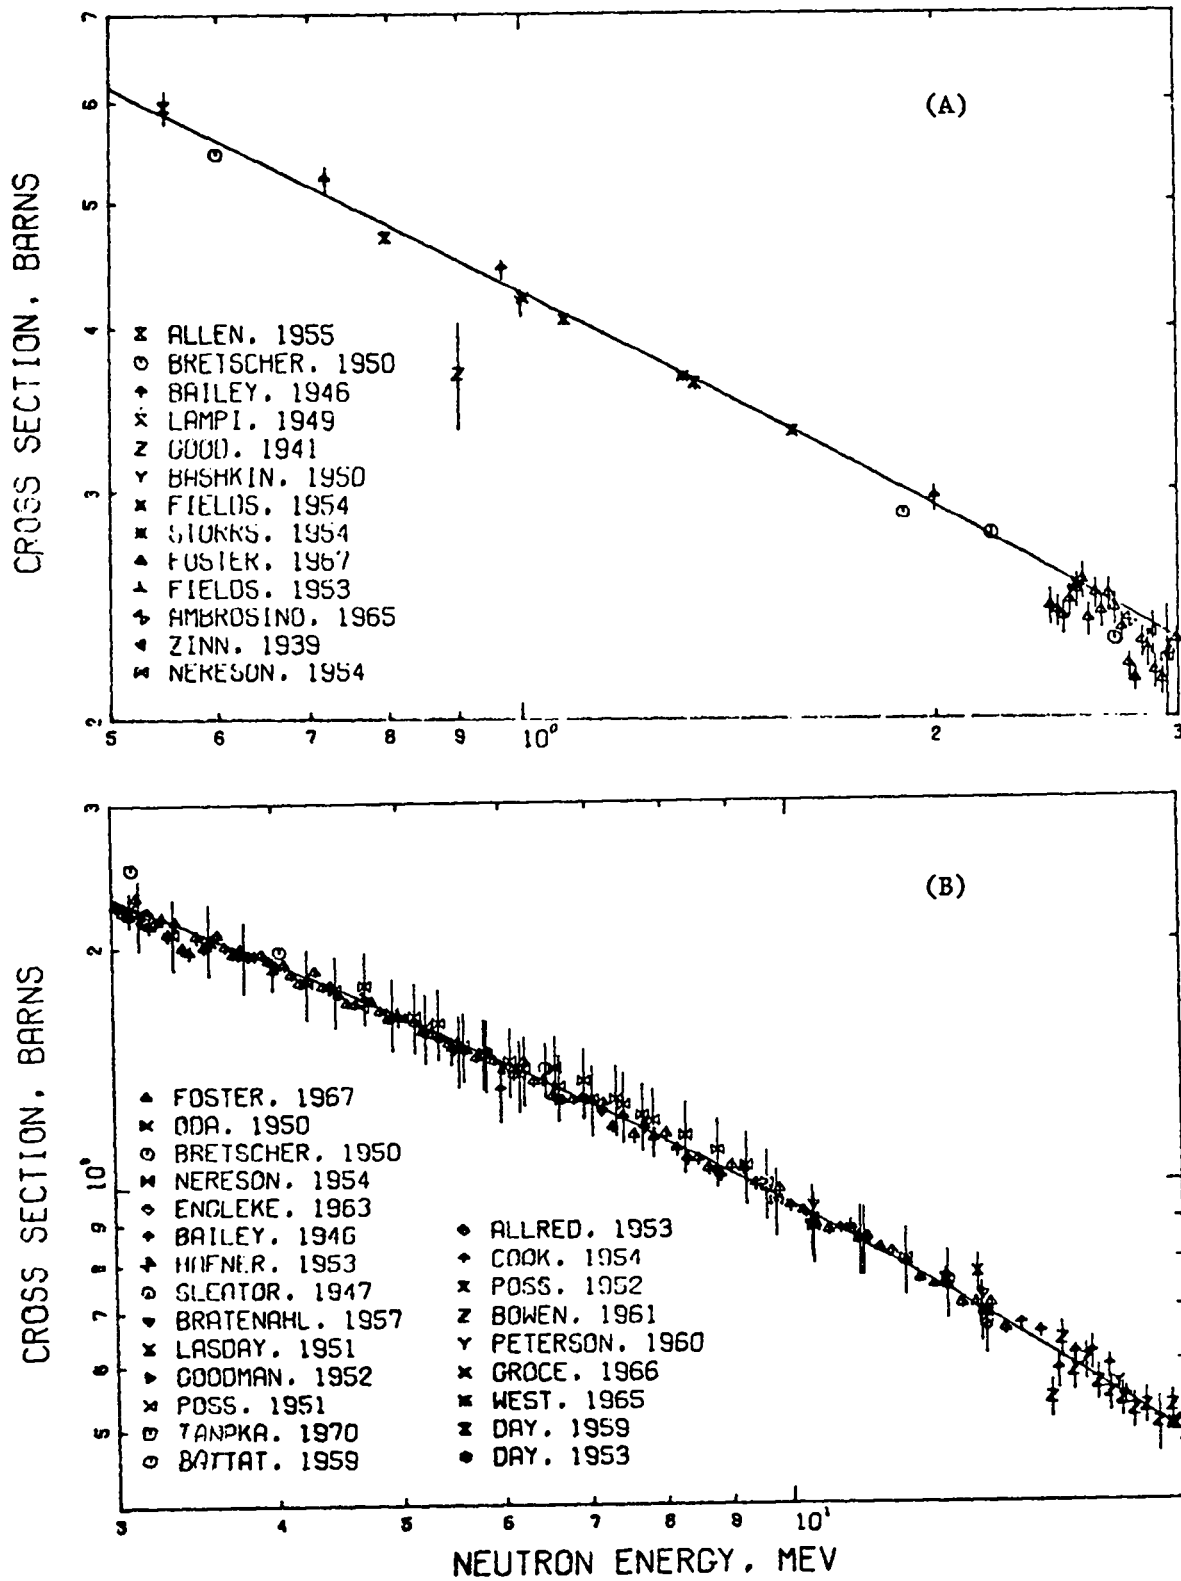 7
6
5
4
3
2
CROSS SECTION, BARNS
(A)
ALLEN, 1955
BRETSCHER, 1950
BAILEY, 1946
LAMPI, 1949
GOOD, 1941
BASHKIN, 1950
FIELDS, 1954
STORRS, 1954
FOSTER, 1967
FIELDS, 1953
AMBROSINO, 1965
ZINN, 1939
NERESON, 1954
5 6 7 8 9 10⁰ 2 3
3
2
10⁰
9
8
7
6
5
CROSS SECTION, BARNS
(B)
FOSTER, 1967
ODA, 1950
BRETSCHER, 1950
NERESON, 1954
ENGLEKE, 1963
BAILEY, 1946
HAFNER, 1953
SLEATOR, 1947
BRATENAHL, 1957
LASDAY, 1951
GOODMAN, 1952
POSS, 1951
TANAKA, 1970
BATTAT, 1959
ALLRED, 1953
COOK, 1954
POSS, 1952
BOWEN, 1961
PETERSON, 1960
GROCE, 1966
WEST, 1965
DAY, 1959
DAY, 1953
3 4 5 6 7 8 9 10¹
NEUTRON ENERGY, MEV